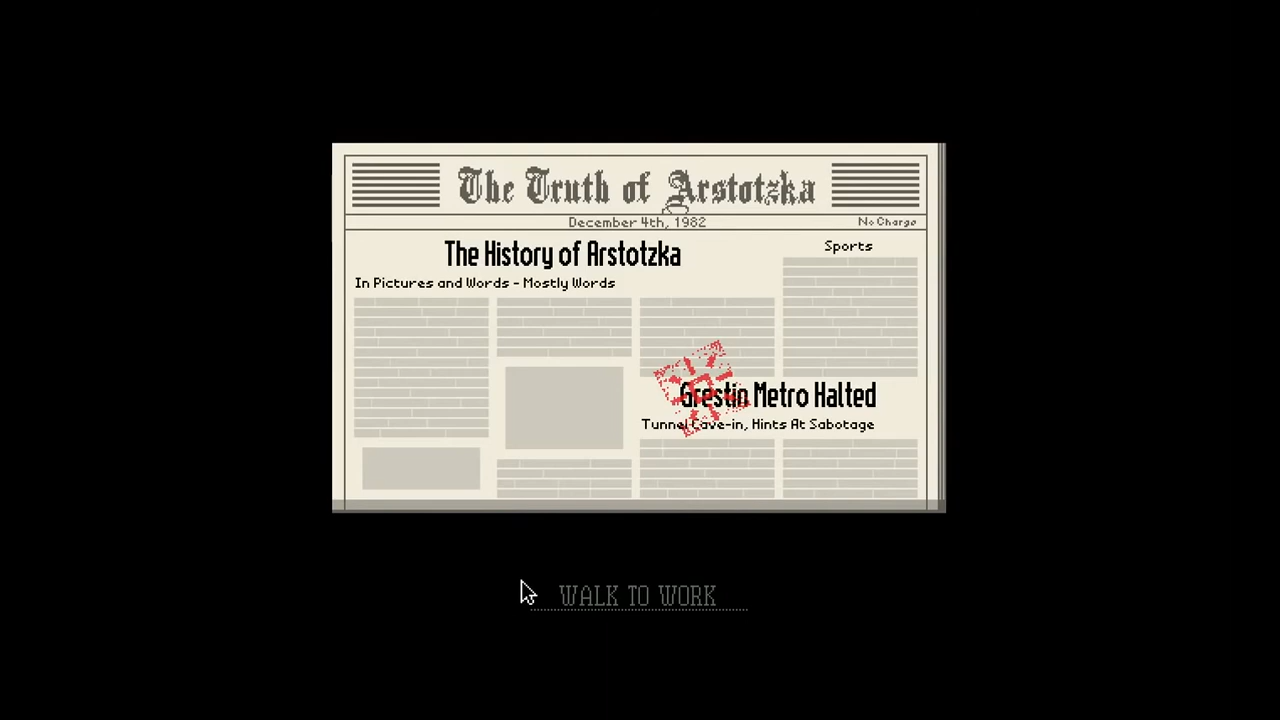 The Truth of Arstotzka
December 4th, 1982
No Charge
The History of Arstotzka
In Pictures and Words - Mostly Words
Sports
Grestin Metro Halted
Tunnel Cave-in, Hints At Sabotage
WALK TO WORK